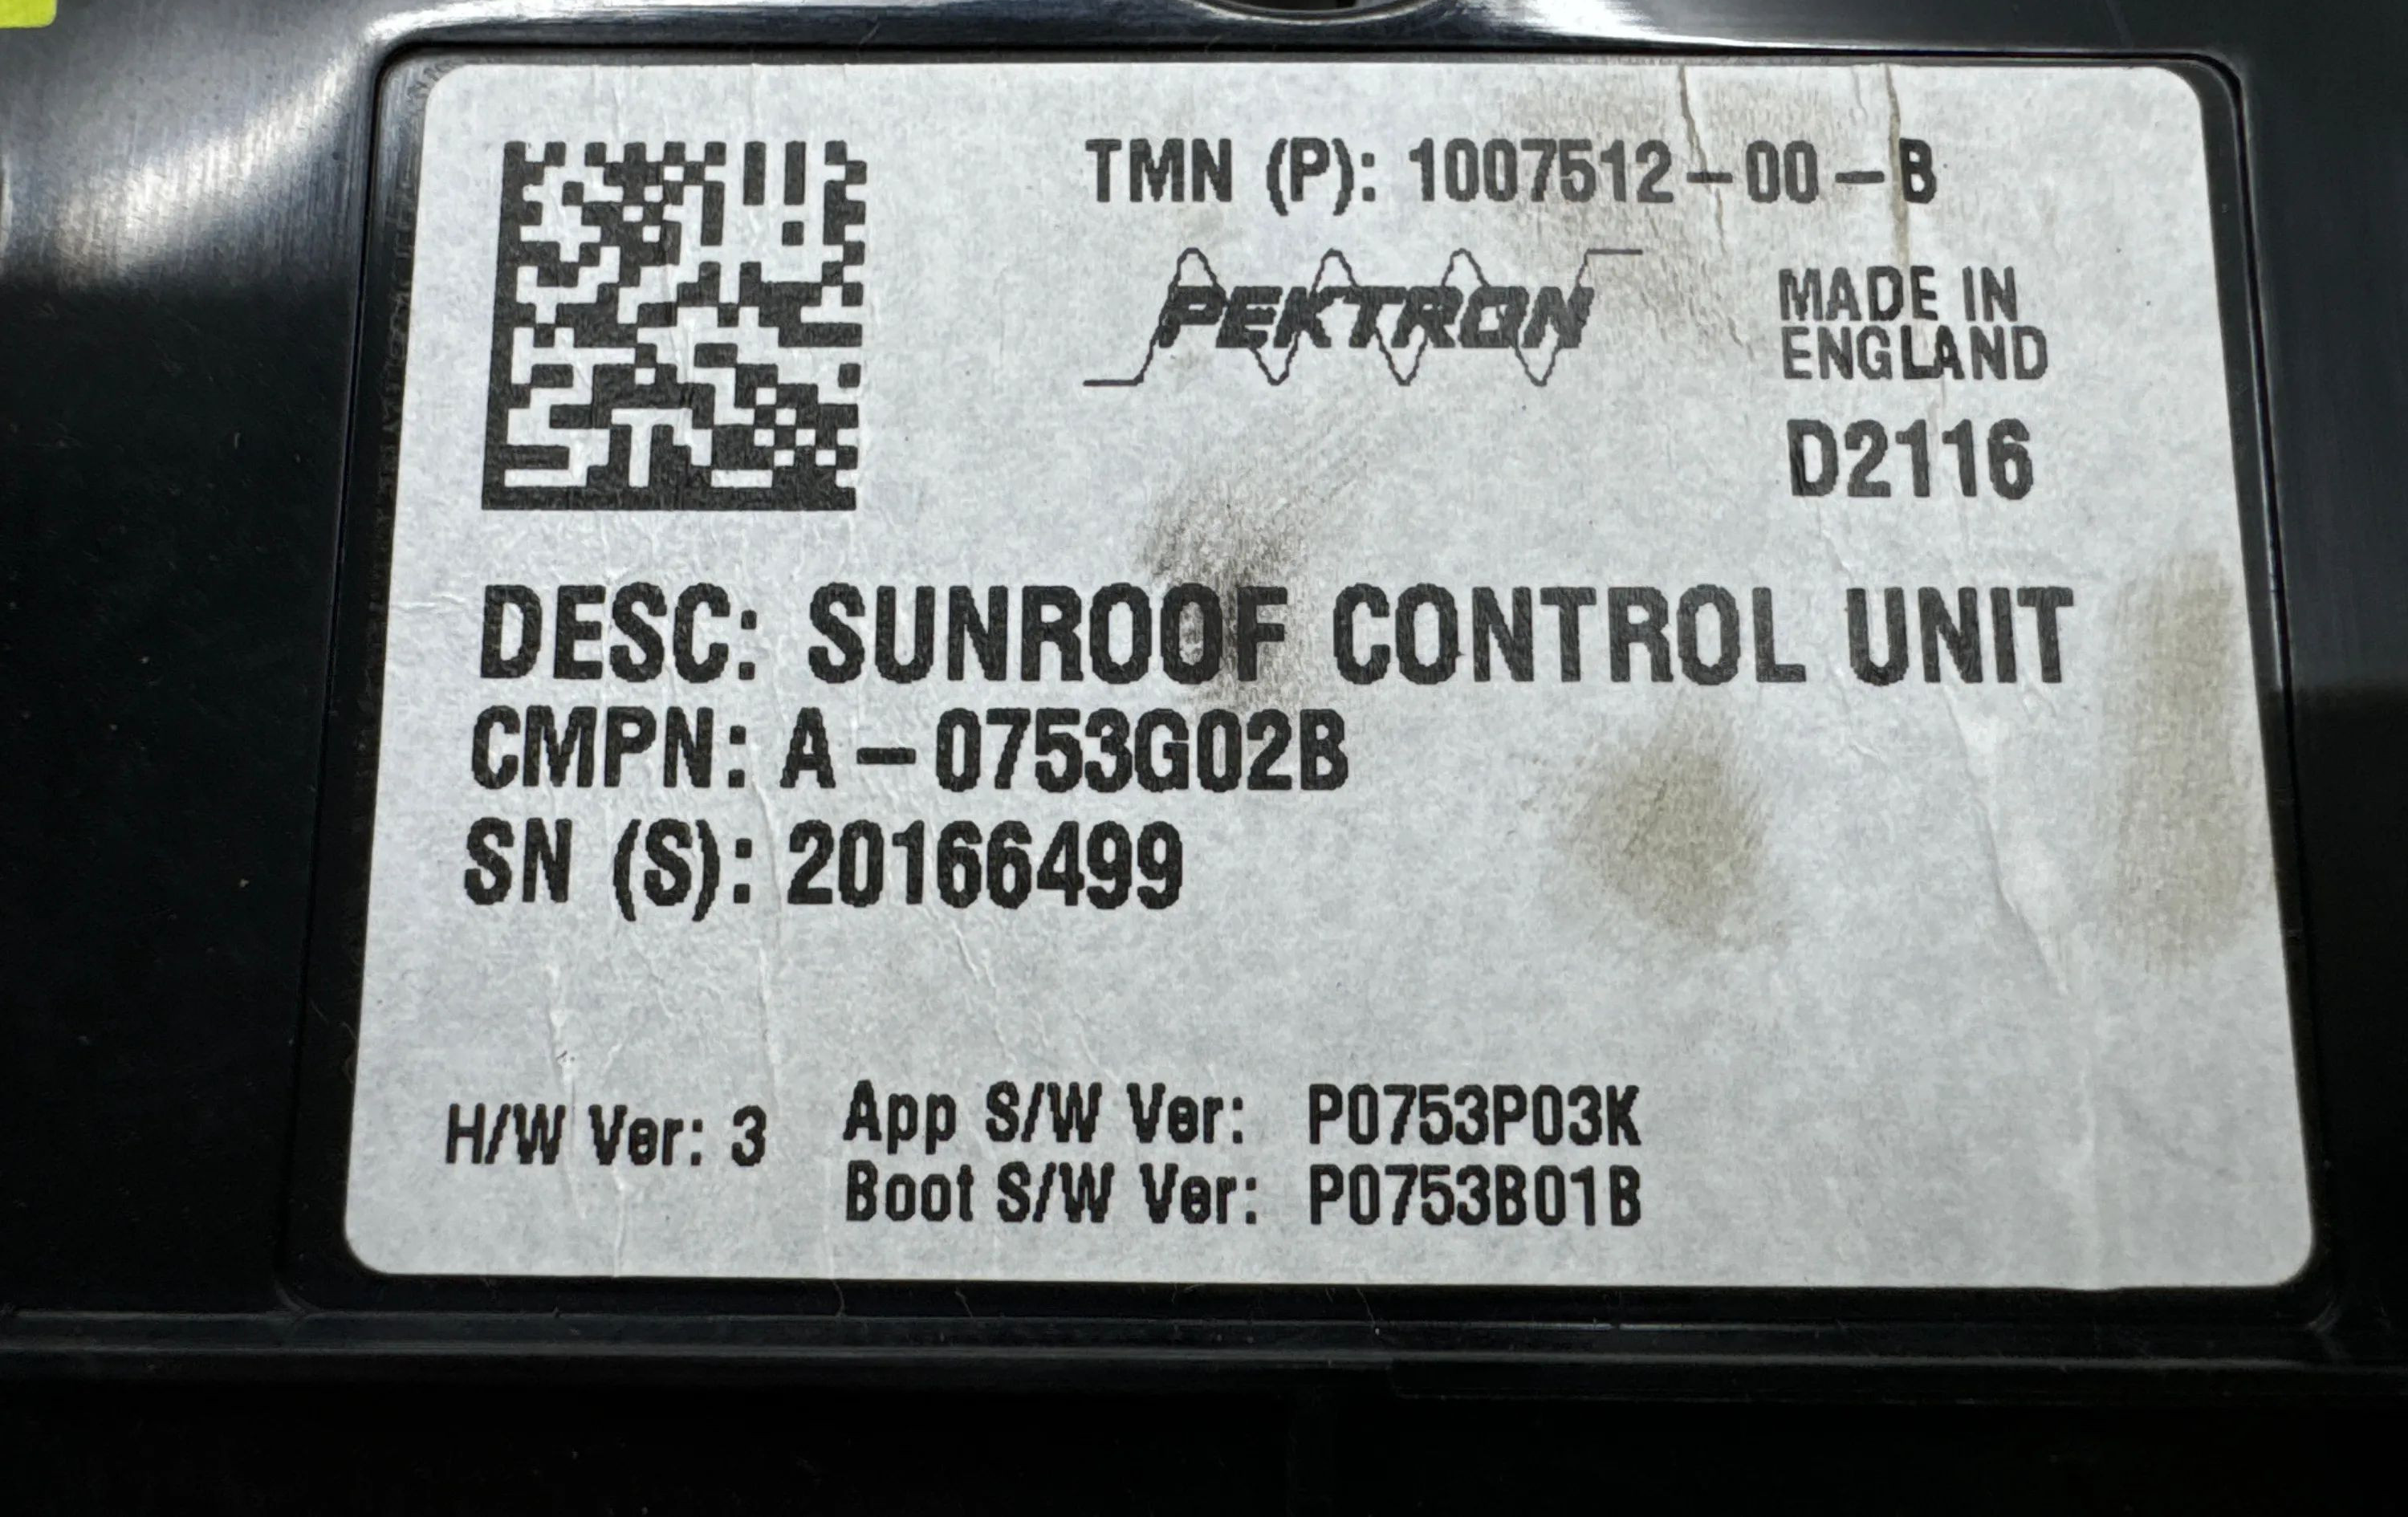 TMN (P): 1007512-00-B
PEKTRON
MADE IN
ENGLAND
D2116
DESC: SUNROOF CONTROL UNIT
CMPN: A-0753G02B
SN (S): 20166499
H/W Ver: 3
App S/W Ver: P0753P03K
Boot S/W Ver: P0753B01B